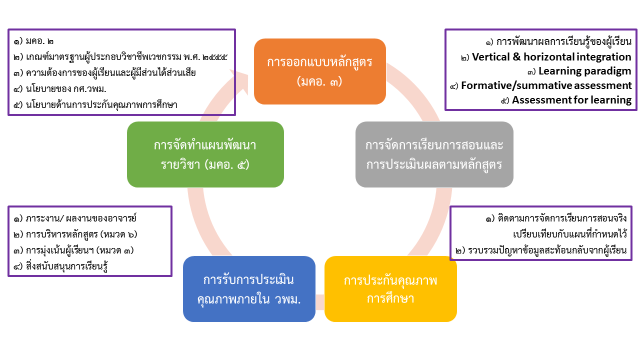 ๑) มคอ. ๒
๒) เกณฑ์มาตรฐานผู้ประกอบวิชาชีพเวชกรรม พ.ศ. ๒๕๕๕
๓) ความต้องการของผู้เรียนและผู้มีส่วนได้ส่วนเสีย
๔) นโยบายของ กศ.วพม.
๕) นโยบายด้านการประกันคุณภาพการศึกษา
การออกแบบหลักสูตร
(มคอ. ๓)
๑) การพัฒนาผลการเรียนรู้ของผู้เรียน
๒) Vertical & horizontal integration
๓) Learning paradigm
๔) Formative/summative assessment
๕) Assessment for learning
การจัดทำแผนพัฒนา
รายวิชา (มคอ. ๕)
การจัดการเรียนการสอนและ
การประเมินผลตามหลักสูตร
๑) ภาระงาน/ ผลงานของอาจารย์
๒) การบริหารหลักสูตร (หมวด ๖)
๓) การมุ่งเน้นผู้เรียนฯ (หมวด ๓)
๔) สิ่งสนับสนุนการเรียนรู้
๑) ติดตามการจัดการเรียนการสอนจริง
เปรียบเทียบกับแผนที่กำหนดไว้
๒) รวบรวมปัญหาข้อมูลสะท้อนกลับจากผู้เรียน
การรับการประเมิน
คุณภาพภายใน วพม.
การประกันคุณภาพ
การศึกษา